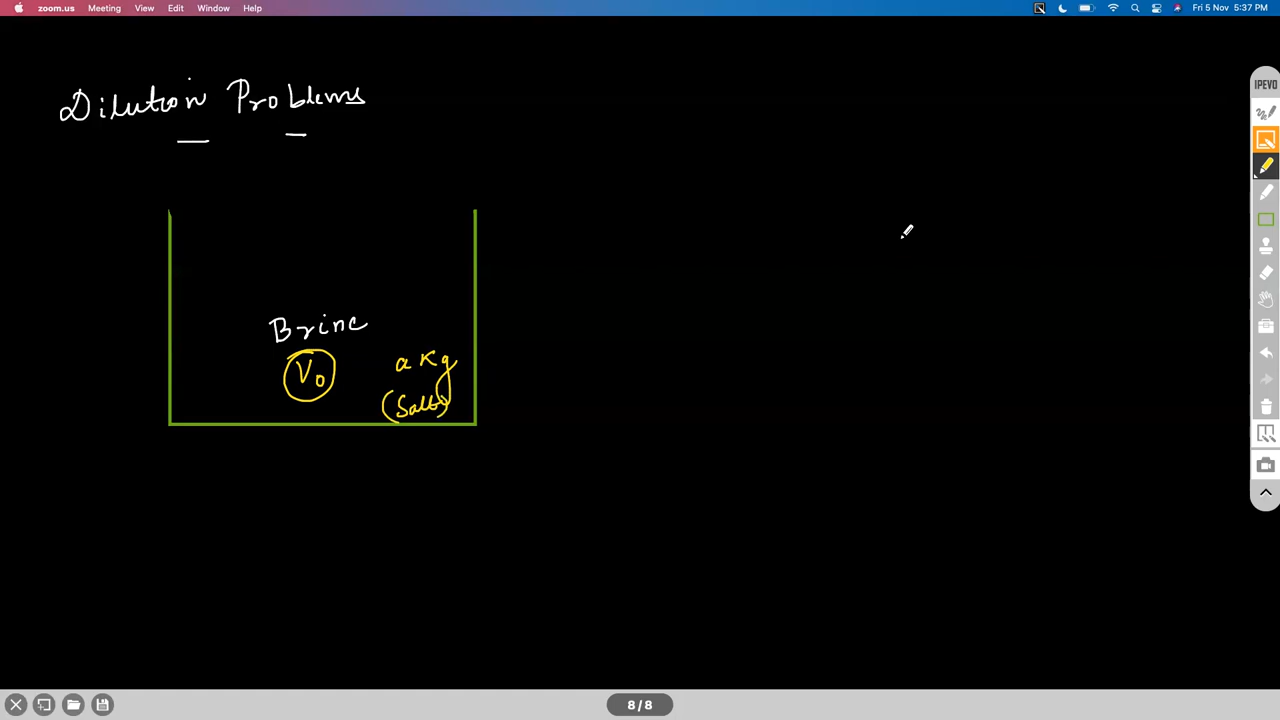 zoom.us Meeting View Edit Window Help Fri 5 Nov 5:37 PM
IPEVO
Dilution Problems
Brine
V0
a Kg
(Salt)
8/8